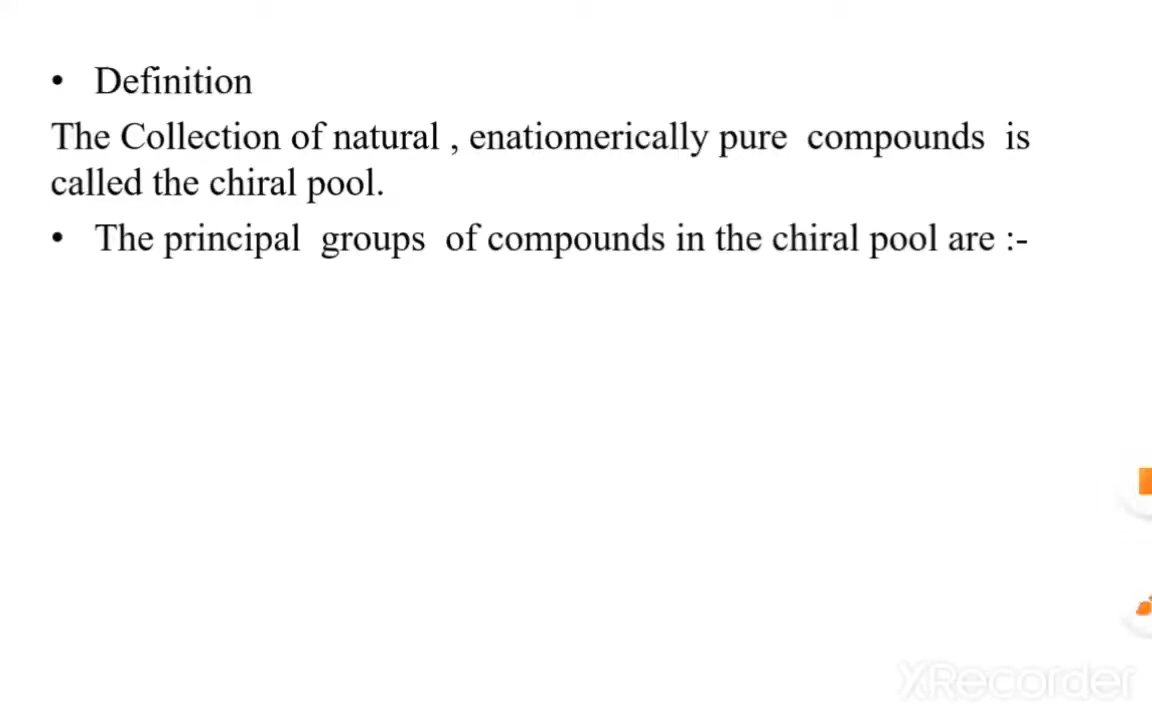 • Definition
The Collection of natural , enatiomerically pure compounds is
called the chiral pool.
• The principal groups of compounds in the chiral pool are :-
XRecorder